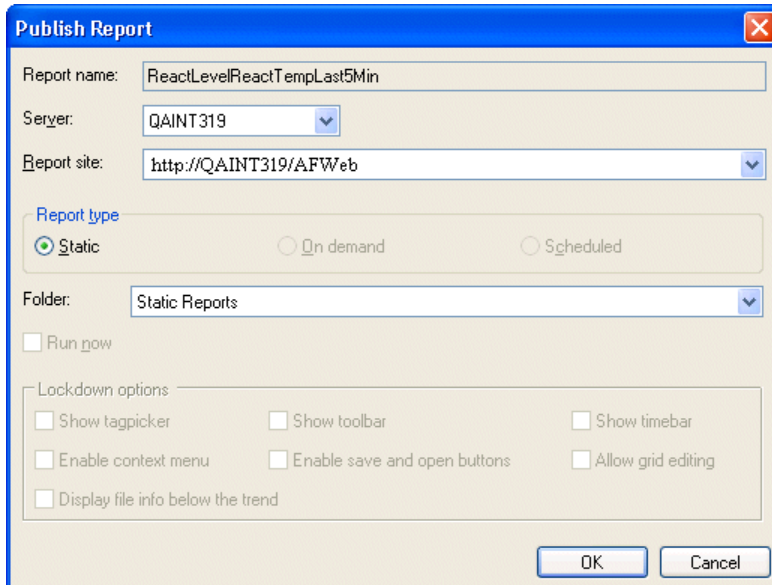 Publish Report
Report name: ReactLevelReactTempLast5Min
Server: QAINT319
Report site: http://QAINT319/AFWeb
Report type
Static On demand Scheduled
Folder: Static Reports
Run now
Lockdown options
Show tagpicker Show toolbar Show timebar
Enable context menu Enable save and open buttons Allow grid editing
Display file info below the trend
OK Cancel